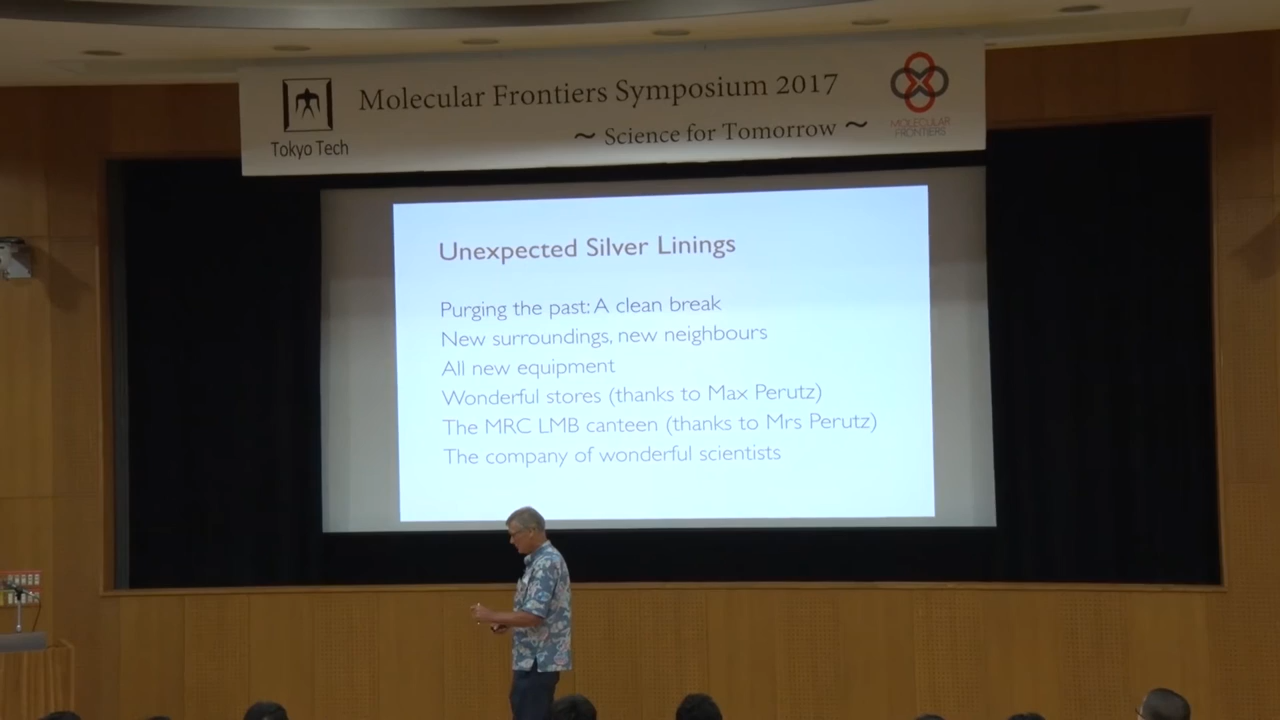 Molecular Frontiers Symposium 2017
~ Science for Tomorrow ~
Tokyo Tech
MOLECULAR
FRONTIERS
Unexpected Silver Linings
Purging the past: A clean break
New surroundings, new neighbours
All new equipment
Wonderful stores (thanks to Max Perutz)
The MRC LMB canteen (thanks to Mrs Perutz)
The company of wonderful scientists